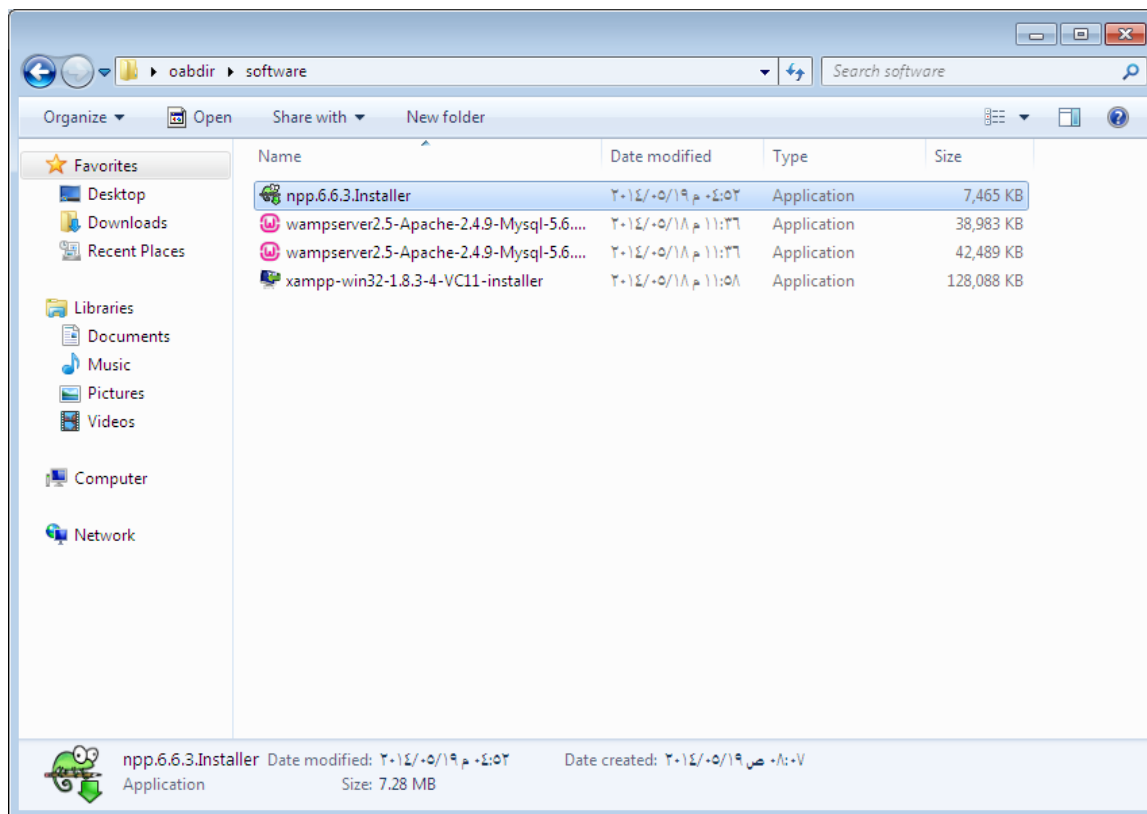 oabdir software
Search software
Organize Open Share with New folder
Favorites
Desktop
Downloads
Recent Places
Libraries
Documents
Music
Pictures
Videos
Computer
Network
Name Date modified Type Size
npp.6.6.3.Installer ٢٠١٤/٠٥/١٩ م ٠٤:٥٢ Application 7,465 KB
wampserver2.5-Apache-2.4.9-Mysql-5.6.... ٢٠١٤/٠٥/١٨ م ١١:٣٦ Application 38,983 KB
wampserver2.5-Apache-2.4.9-Mysql-5.6.... ٢٠١٤/٠٥/١٨ م ١١:٣٦ Application 42,489 KB
xampp-win32-1.8.3-4-VC11-installer ٢٠١٤/٠٥/١٨ م ١١:٥٨ Application 128,088 KB
npp.6.6.3.Installer Date modified: ٢٠١٤/٠٥/١٩ م ٠٤:٥٢ Date created: ٢٠١٤/٠٥/١٩ ص ٠٨:٠٧
Application Size: 7.28 MB